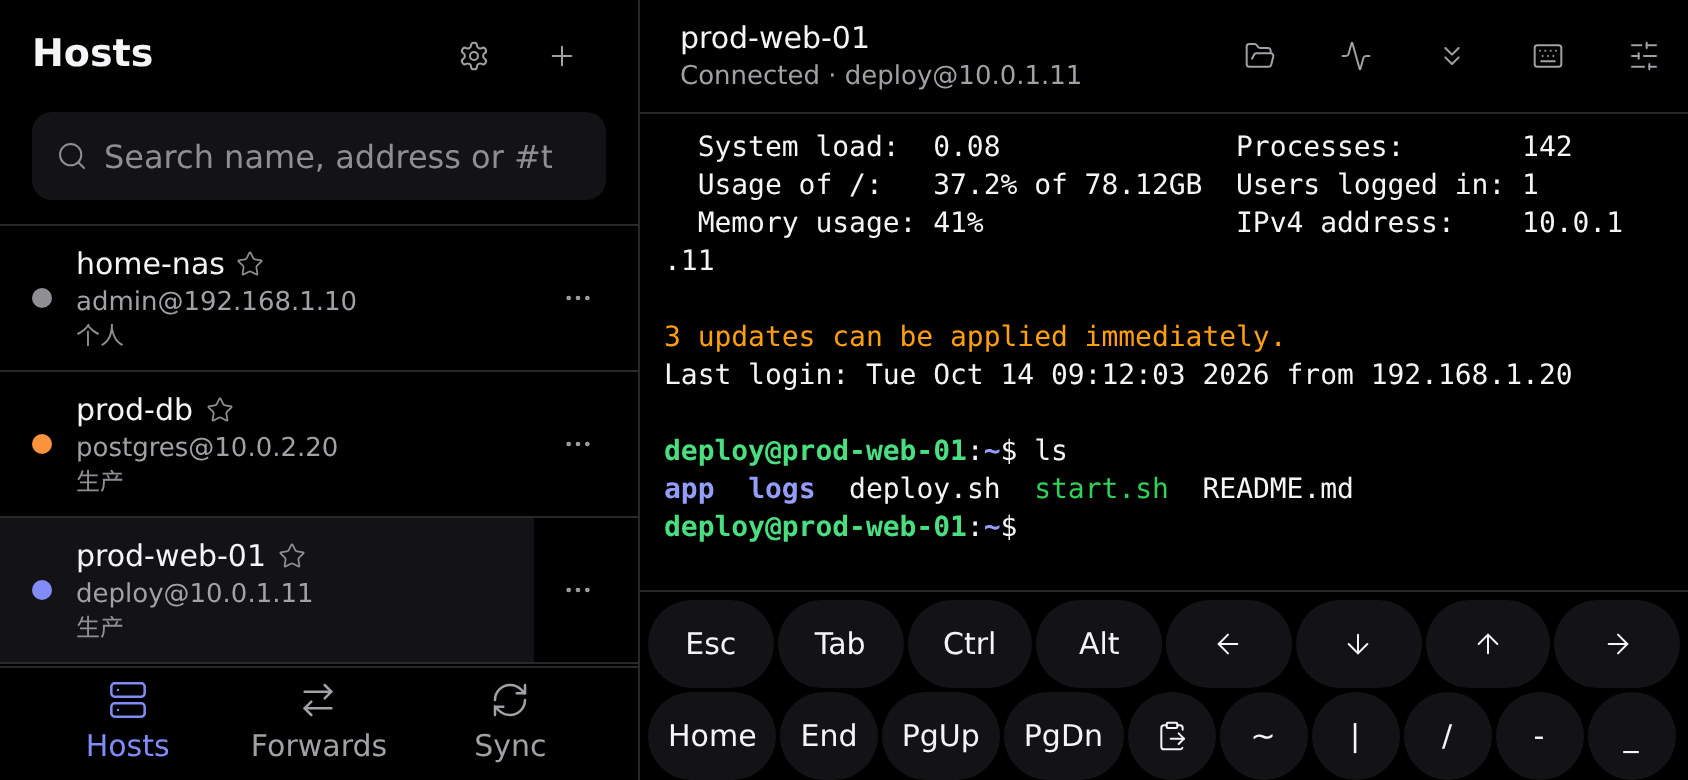 Hosts
Search name, address or #t
home-nas
admin@192.168.1.10
个人
prod-db
postgres@10.0.2.20
生产
prod-web-01
deploy@10.0.1.11
生产
Hosts
Forwards
Sync
prod-web-01
Connected · deploy@10.0.1.11
System load:  0.08              Processes:       142
Usage of /:   37.2% of 78.12GB  Users logged in: 1
Memory usage: 41%               IPv4 address:    10.0.1
.11
3 updates can be applied immediately.
Last login: Tue Oct 14 09:12:03 2026 from 192.168.1.20
deploy@prod-web-01:~$ ls
app  logs  deploy.sh  start.sh  README.md
deploy@prod-web-01:~$
Esc Tab Ctrl Alt ← ↓ ↑ →
Home End PgUp PgDn ~ | / - _